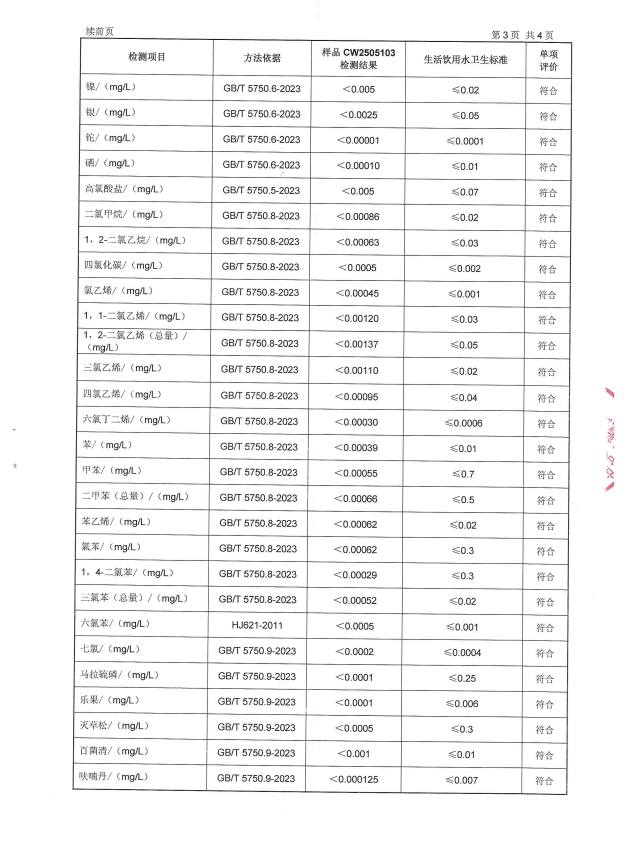 续前页
第 3 页 共 4 页
检测项目 方法依据 样品 CW2505103 检测结果 生活饮用水卫生标准 单项评价
镍/（mg/L） GB/T 5750.6-2023 ＜0.005 ≤0.02 符合
银/（mg/L） GB/T 5750.6-2023 ＜0.0025 ≤0.05 符合
铊/（mg/L） GB/T 5750.6-2023 ＜0.00001 ≤0.0001 符合
硒/（mg/L） GB/T 5750.6-2023 ＜0.00010 ≤0.01 符合
高氯酸盐/（mg/L） GB/T 5750.5-2023 ＜0.005 ≤0.07 符合
二氯甲烷/（mg/L） GB/T 5750.8-2023 ＜0.00086 ≤0.02 符合
1，2-二氯乙烷/（mg/L） GB/T 5750.8-2023 ＜0.00063 ≤0.03 符合
四氯化碳/（mg/L） GB/T 5750.8-2023 ＜0.0005 ≤0.002 符合
氯乙烯/（mg/L） GB/T 5750.8-2023 ＜0.00045 ≤0.001 符合
1，1-二氯乙烯/（mg/L） GB/T 5750.8-2023 ＜0.00120 ≤0.03 符合
1，2-二氯乙烯（总量）/（mg/L） GB/T 5750.8-2023 ＜0.00137 ≤0.05 符合
三氯乙烯/（mg/L） GB/T 5750.8-2023 ＜0.00110 ≤0.02 符合
四氯乙烯/（mg/L） GB/T 5750.8-2023 ＜0.00095 ≤0.04 符合
六氯丁二烯/（mg/L） GB/T 5750.8-2023 ＜0.00030 ≤0.0006 符合
苯/（mg/L） GB/T 5750.8-2023 ＜0.00039 ≤0.01 符合
甲苯/（mg/L） GB/T 5750.8-2023 ＜0.00055 ≤0.7 符合
二甲苯（总量）/（mg/L） GB/T 5750.8-2023 ＜0.00066 ≤0.5 符合
苯乙烯/（mg/L） GB/T 5750.8-2023 ＜0.00062 ≤0.02 符合
氯苯/（mg/L） GB/T 5750.8-2023 ＜0.00062 ≤0.3 符合
1，4-二氯苯/（mg/L） GB/T 5750.8-2023 ＜0.00029 ≤0.3 符合
三氯苯（总量）/（mg/L） GB/T 5750.8-2023 ＜0.00052 ≤0.02 符合
六氯苯/（mg/L） HJ621-2011 ＜0.0005 ≤0.001 符合
七氯/（mg/L） GB/T 5750.9-2023 ＜0.0002 ≤0.0004 符合
马拉硫磷/（mg/L） GB/T 5750.9-2023 ＜0.0001 ≤0.25 符合
乐果/（mg/L） GB/T 5750.9-2023 ＜0.0001 ≤0.006 符合
灭草松/（mg/L） GB/T 5750.9-2023 ＜0.0005 ≤0.3 符合
百菌清/（mg/L） GB/T 5750.9-2023 ＜0.001 ≤0.01 符合
呋喃丹/（mg/L） GB/T 5750.9-2023 ＜0.000125 ≤0.007 符合